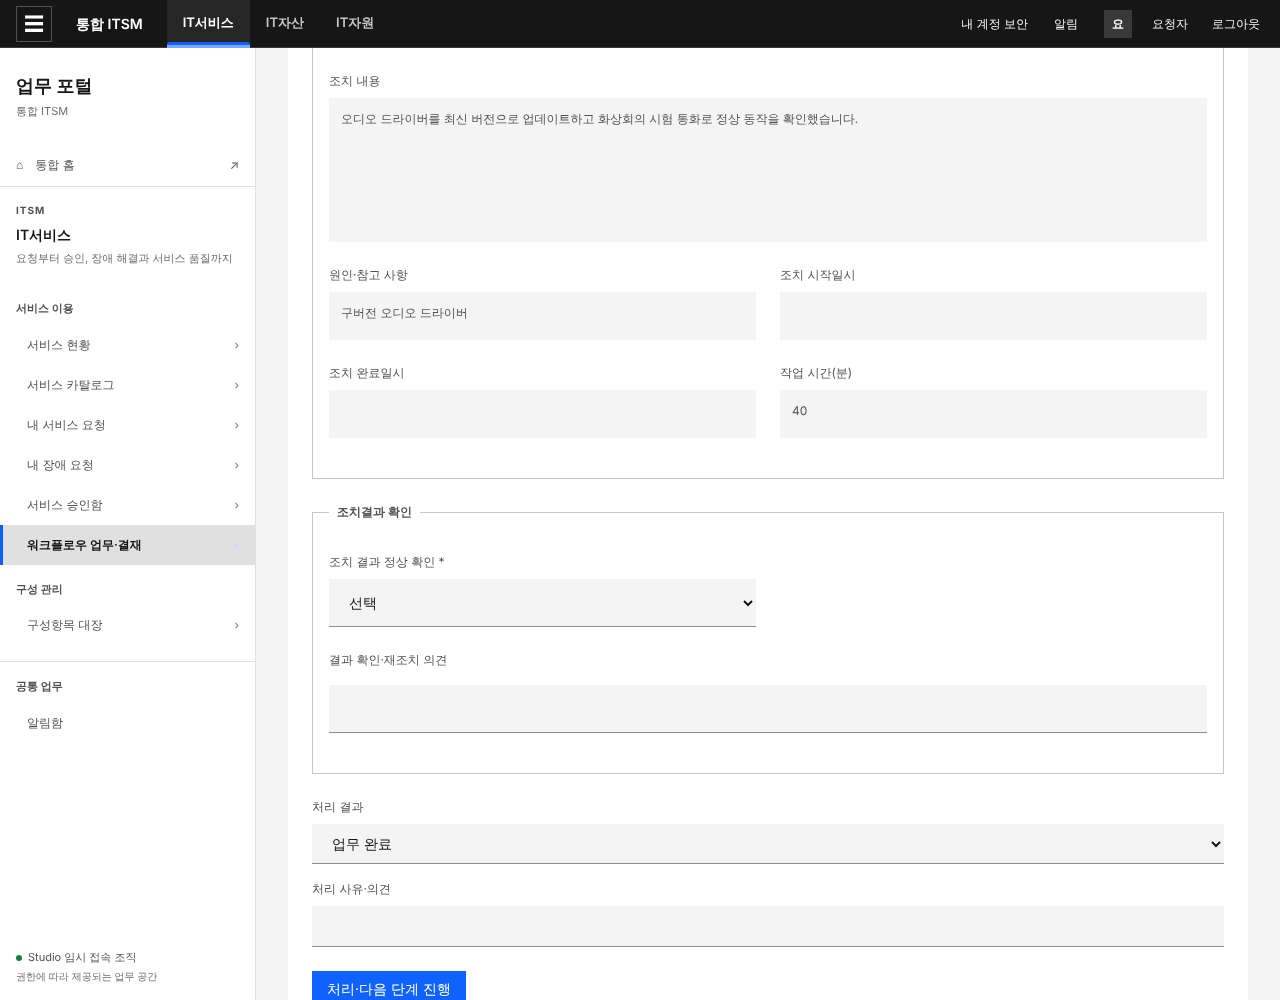 통합 ITSM
IT서비스
IT자산
IT자원
내 계정 보안
알림
요
요청자
로그아웃
업무 포털
통합 ITSM
통합 홈
ITSM
IT서비스
요청부터 승인, 장애 해결과 서비스 품질까지
서비스 이용
서비스 현황
서비스 카탈로그
내 서비스 요청
내 장애 요청
서비스 승인함
워크플로우 업무·결재
구성 관리
구성항목 대장
공통 업무
알림함
Studio 임시 접속 조직
권한에 따라 제공되는 업무 공간
조치 내용
오디오 드라이버를 최신 버전으로 업데이트하고 화상회의 시험 통화로 정상 동작을 확인했습니다.
원인·참고 사항
구버전 오디오 드라이버
조치 시작일시
조치 완료일시
작업 시간(분)
40
조치결과 확인
조치 결과 정상 확인 *
선택
결과 확인·재조치 의견
처리 결과
업무 완료
처리 사유·의견
처리·다음 단계 진행